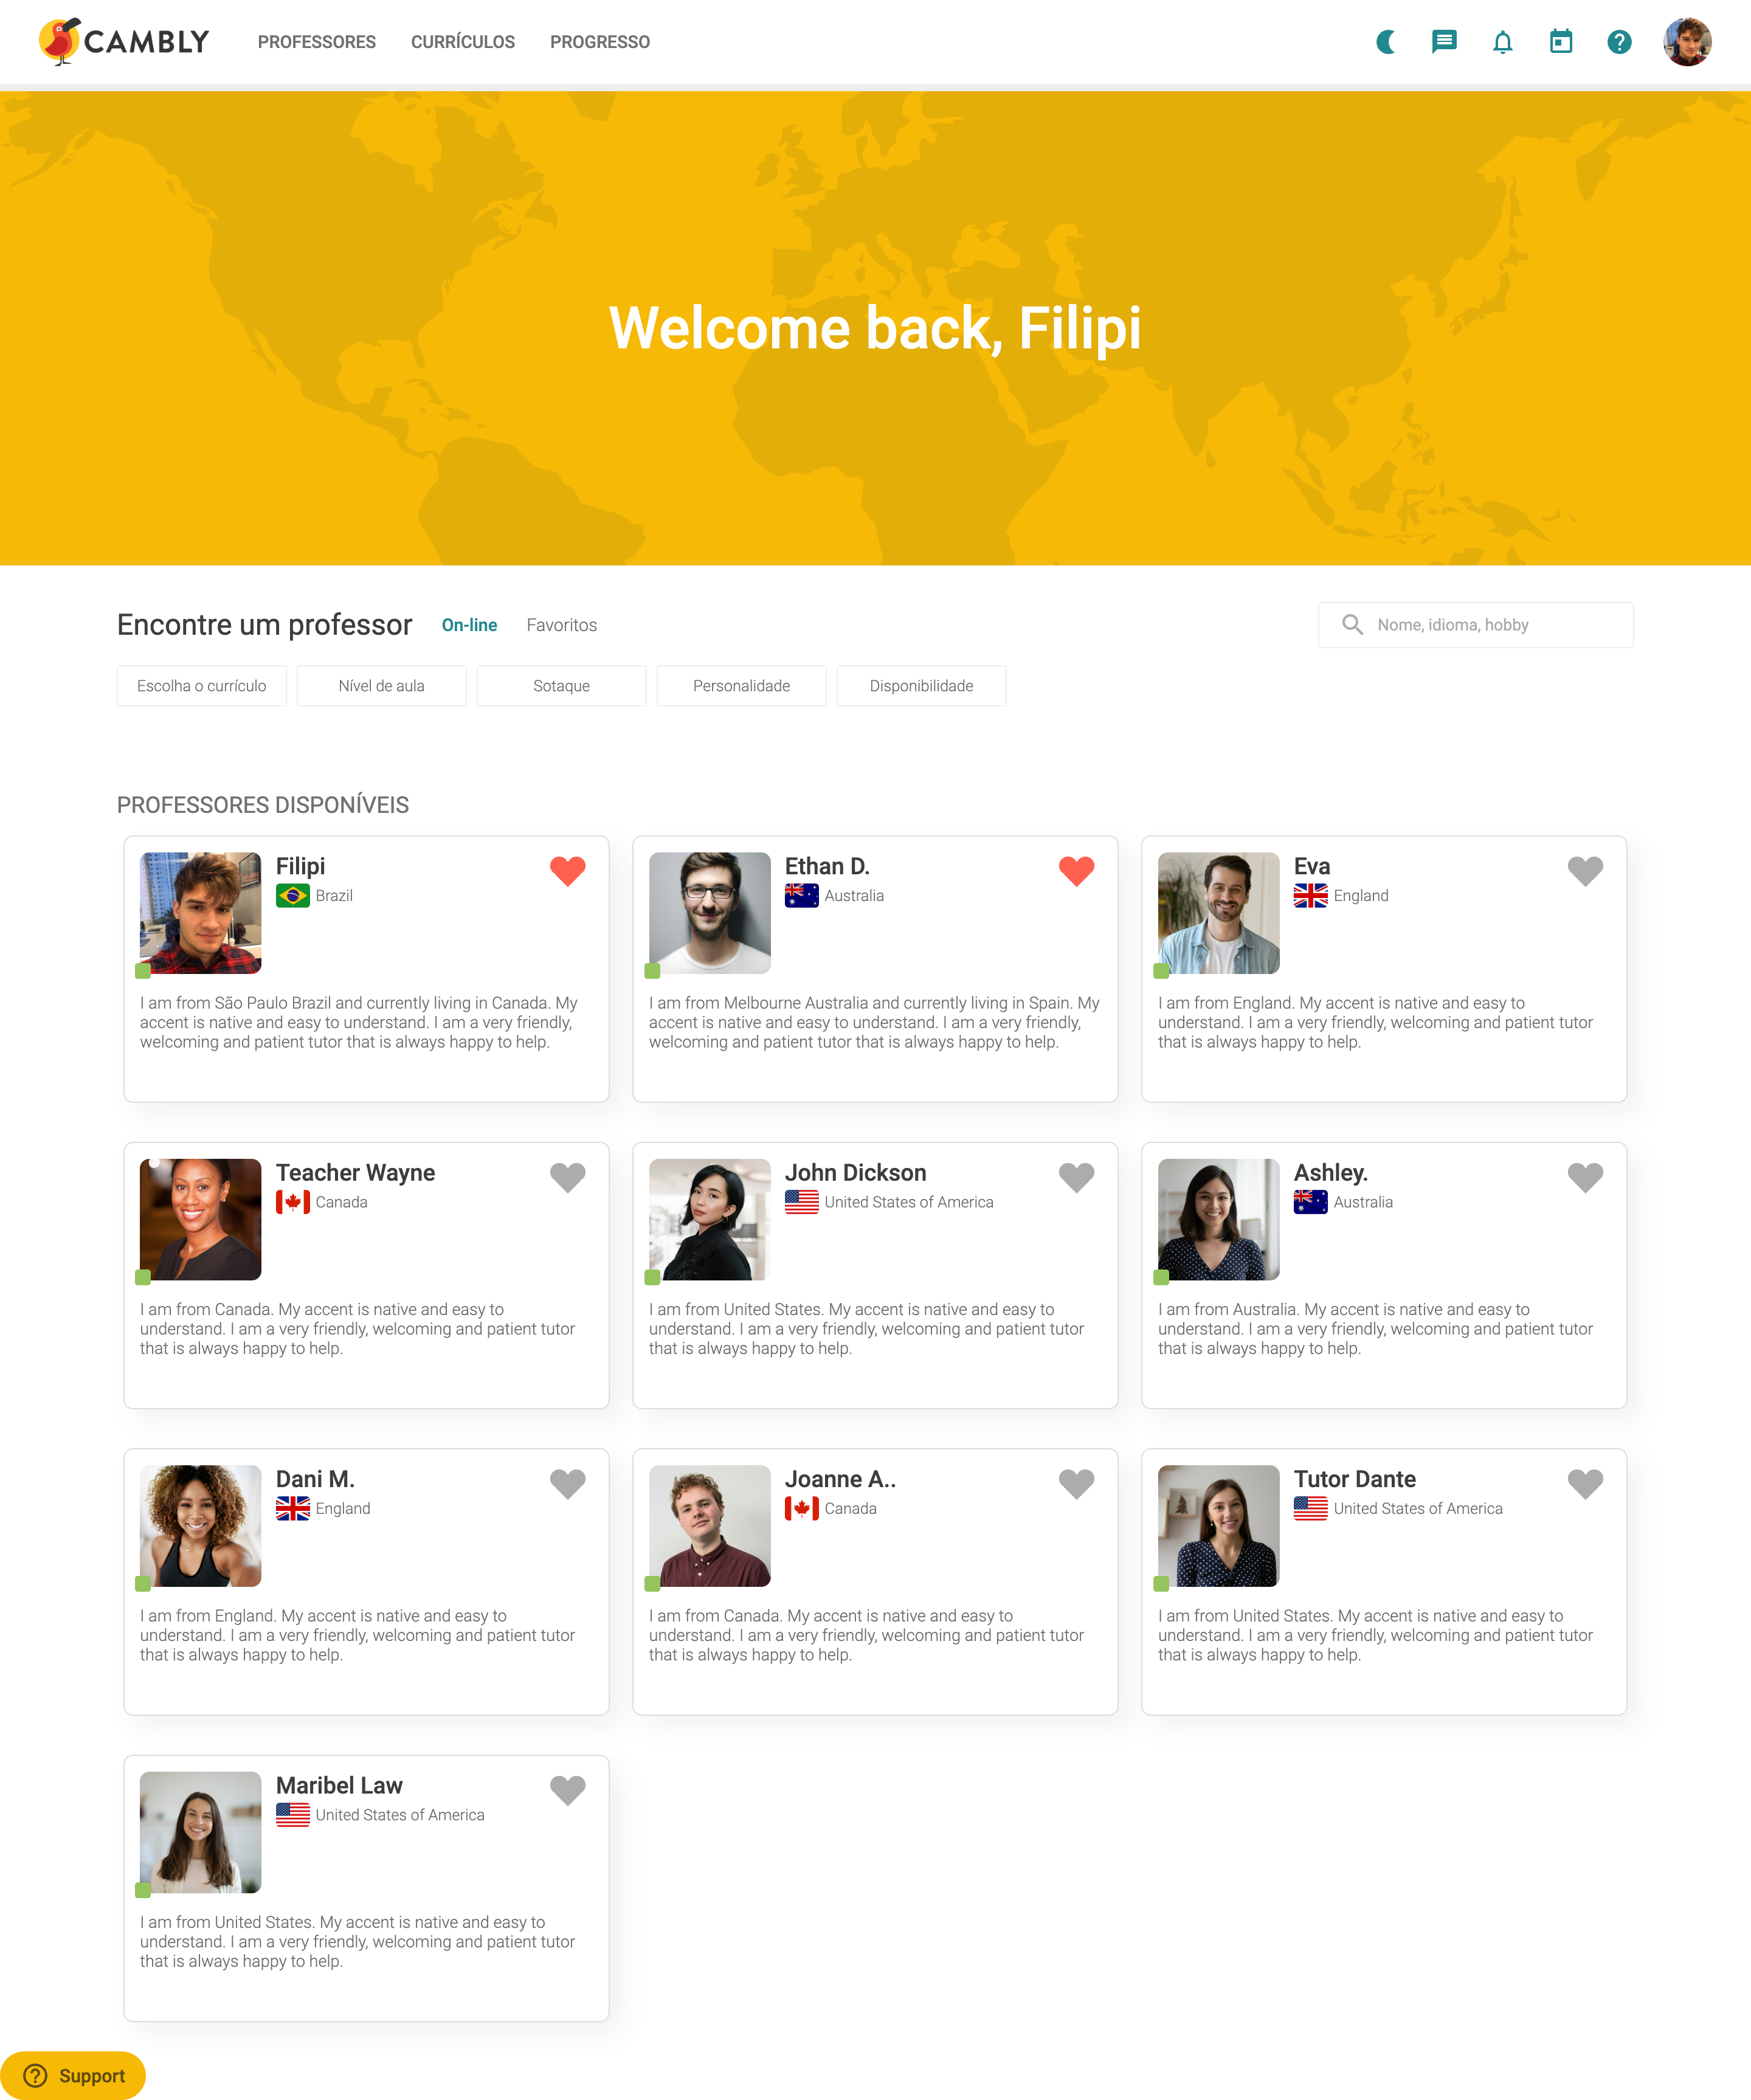 CAMBLY
PROFESSORES
CURRÍCULOS
PROGRESSO
Welcome back, Filipi
Encontre um professor
On-line
Favoritos
Nome, idioma, hobby
Escolha o currículo
Nível de aula
Sotaque
Personalidade
Disponibilidade
PROFESSORES DISPONÍVEIS
Filipi
Brazil
I am from São Paulo Brazil and currently living in Canada. My
accent is native and easy to understand. I am a very friendly,
welcoming and patient tutor that is always happy to help.
Ethan D.
Australia
I am from Melbourne Australia and currently living in Spain. My
accent is native and easy to understand. I am a very friendly,
welcoming and patient tutor that is always happy to help.
Eva
England
I am from England. My accent is native and easy to
understand. I am a very friendly, welcoming and patient tutor
that is always happy to help.
Teacher Wayne
Canada
I am from Canada. My accent is native and easy to
understand. I am a very friendly, welcoming and patient tutor
that is always happy to help.
John Dickson
United States of America
I am from United States. My accent is native and easy to
understand. I am a very friendly, welcoming and patient tutor
that is always happy to help.
Ashley.
Australia
I am from Australia. My accent is native and easy to
understand. I am a very friendly, welcoming and patient tutor
that is always happy to help.
Dani M.
England
I am from England. My accent is native and easy to
understand. I am a very friendly, welcoming and patient tutor
that is always happy to help.
Joanne A..
Canada
I am from Canada. My accent is native and easy to
understand. I am a very friendly, welcoming and patient tutor
that is always happy to help.
Tutor Dante
United States of America
I am from United States. My accent is native and easy to
understand. I am a very friendly, welcoming and patient tutor
that is always happy to help.
Maribel Law
United States of America
I am from United States. My accent is native and easy to
understand. I am a very friendly, welcoming and patient tutor
that is always happy to help.
Support